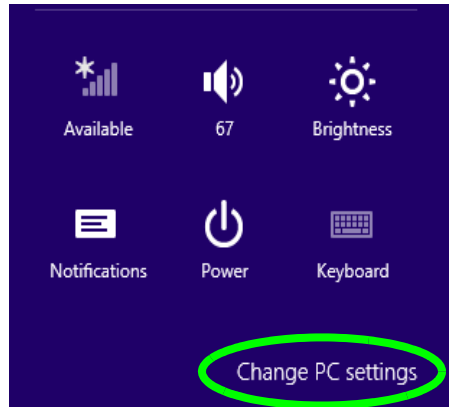 Available 67 Brightness
Notifications Power Keyboard
Change PC settings